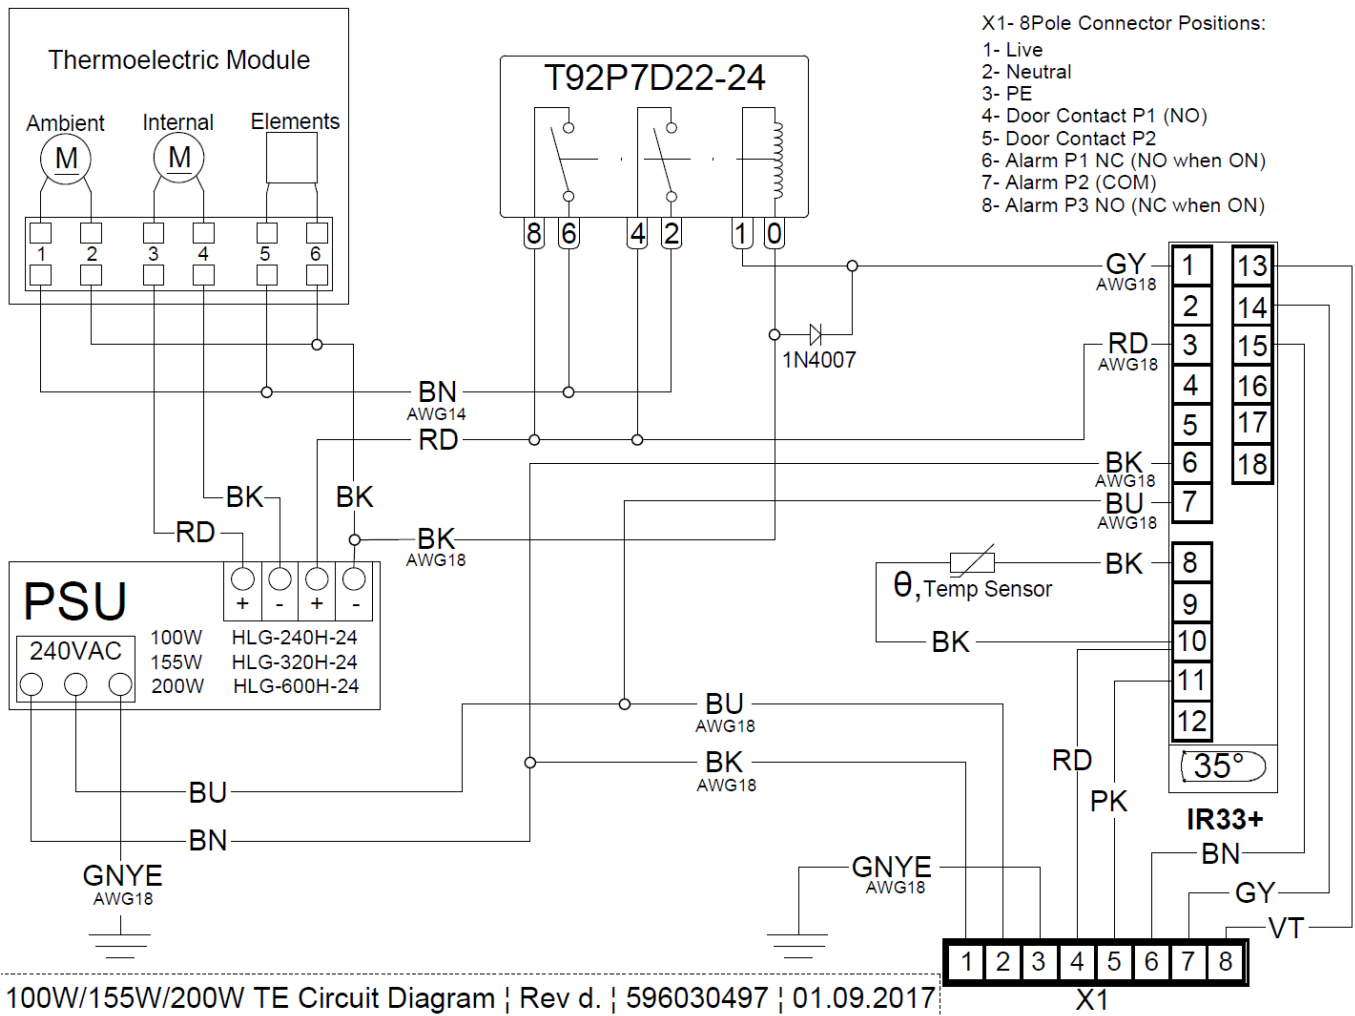 Thermoelectric Module
Ambient
Internal
Elements
M
M
1 2 3 4 5 6
T92P7D22-24
8 6 4 2 1 0
1N4007
X1- 8Pole Connector Positions:
1- Live
2- Neutral
3- PE
4- Door Contact P1 (NO)
5- Door Contact P2
6- Alarm P1 NC (NO when ON)
7- Alarm P2 (COM)
8- Alarm P3 NO (NC when ON)
GY
AWG18
RD
AWG18
BK
AWG18
BU
AWG18
BK
BK
1
2
3
4
5
6
7
8
9
10
11
12
13
14
15
16
17
18
35°
IR33+
θ, Temp Sensor
BN
AWG14
RD
BK
BK
RD
BK
AWG18
PSU
+ - + -
240VAC
100W HLG-240H-24
155W HLG-320H-24
200W HLG-600H-24
BU
AWG18
BK
AWG18
BU
BN
GNYE
AWG18
GNYE
AWG18
RD
PK
BN
GY
VT
1 2 3 4 5 6 7 8
X1
100W/155W/200W TE Circuit Diagram ¦ Rev d. ¦ 596030497 ¦ 01.09.2017